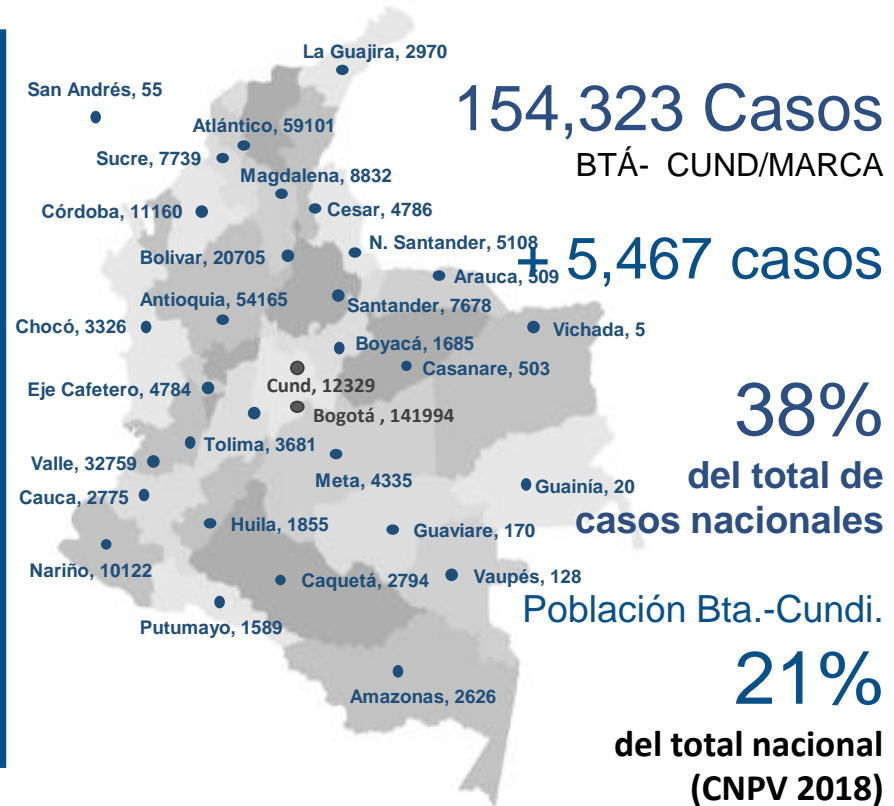 La Guajira, 2970
San Andrés, 55
154,323 Casos
BTÁ- CUND/MARCA
Atlántico, 59101
Sucre, 7739
Magdalena, 8832
Córdoba, 11160
Cesar, 4786
N. Santander, 5108
+ 5,467 casos
Bolivar, 20705
Arauca, 509
Antioquia, 54165
Santander, 7678
Chocó, 3326
Vichada, 5
Boyacá, 1685
Casanare, 503
Eje Cafetero, 4784
Cund, 12329
Bogotá , 141994
38%
del total de
casos nacionales
Tolima, 3681
Valle, 32759
Meta, 4335
Guainía, 20
Cauca, 2775
Huila, 1855
Guaviare, 170
Nariño, 10122
Caquetá, 2794
Vaupés, 128
Putumayo, 1589
Población Bta.-Cundi.
21%
del total nacional
(CNPV 2018)
Amazonas, 2626